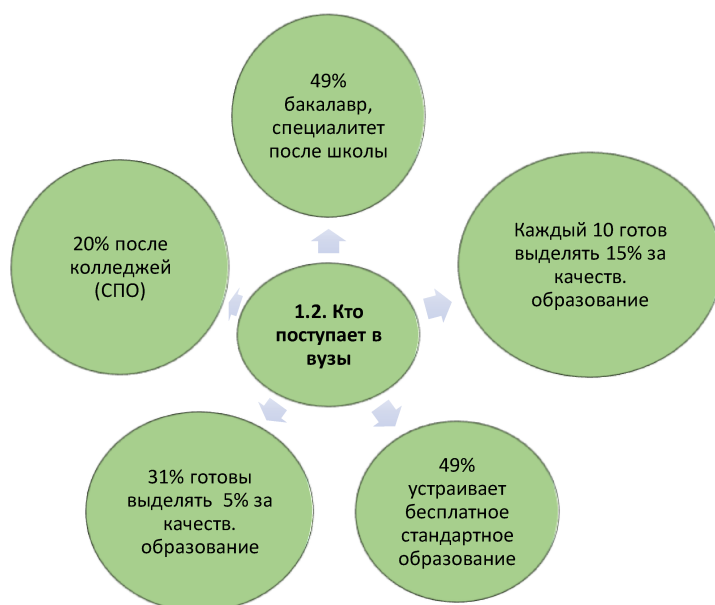 49%
бакалавр,
специалитет
после школы
Каждый 10 готов
выделять 15% за
качеств.
образование
20% после
колледжей
(СПО)
1.2. Кто
поступает в
вузы
31% готовы
выделять 5% за
качеств.
образование
49%
устраивает
бесплатное
стандартное
образование